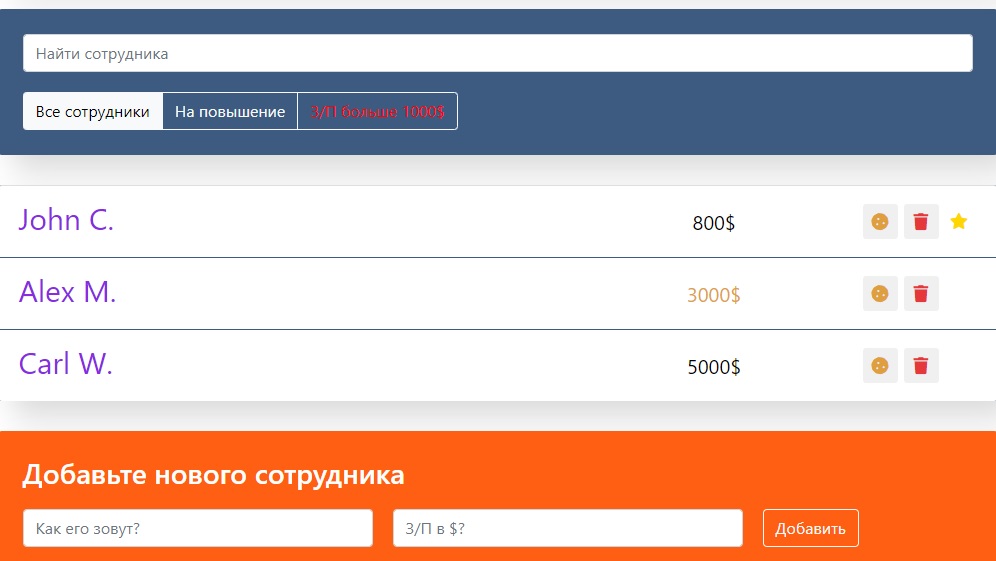 Найти сотрудника
Все сотрудники На повышение З/П больше 1000$
John C. 800$
Alex M. 3000$
Carl W. 5000$
Добавьте нового сотрудника
Как его зовут? З/П в $? Добавить